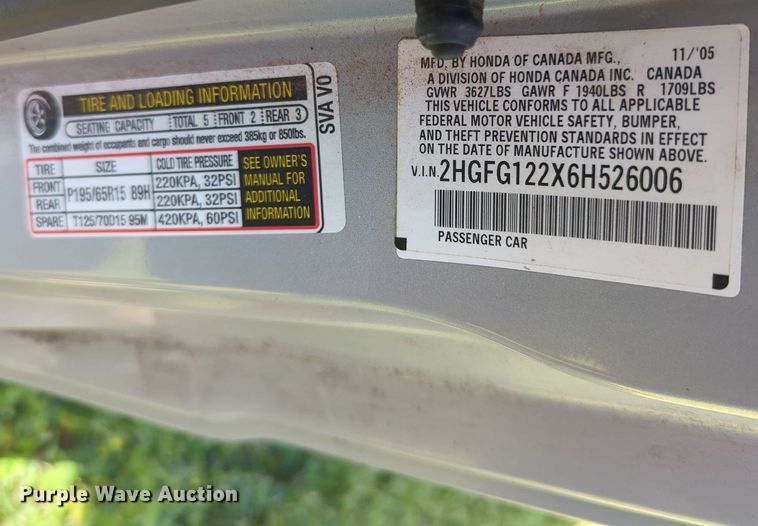 TIRE AND LOADING INFORMATION
SEATING CAPACITY TOTAL 5 FRONT 2 REAR 3
The combined weight of occupants and cargo should never exceed 385kg or 850lbs.
TIRE SIZE COLD TIRE PRESSURE
FRONT P195/65R15 89H 220KPA, 32PSI
REAR 220KPA, 32PSI
SPARE T125/70D15 95M 420KPA, 60PSI
SEE OWNER'S
MANUAL FOR
ADDITIONAL
INFORMATION
SVA V0
MFD. BY HONDA OF CANADA MFG., 11/'05
A DIVISION OF HONDA CANADA INC. CANADA
GVWR 3627LBS GAWR F 1940LBS R 1709LBS
THIS VEHICLE CONFORMS TO ALL APPLICABLE
FEDERAL MOTOR VEHICLE SAFETY, BUMPER,
AND THEFT PREVENTION STANDARDS IN EFFECT
ON THE DATE OF MANUFACTURE SHOWN ABOVE.
V.I.N. 2HGFG122X6H526006
PASSENGER CAR
Purple Wave Auction